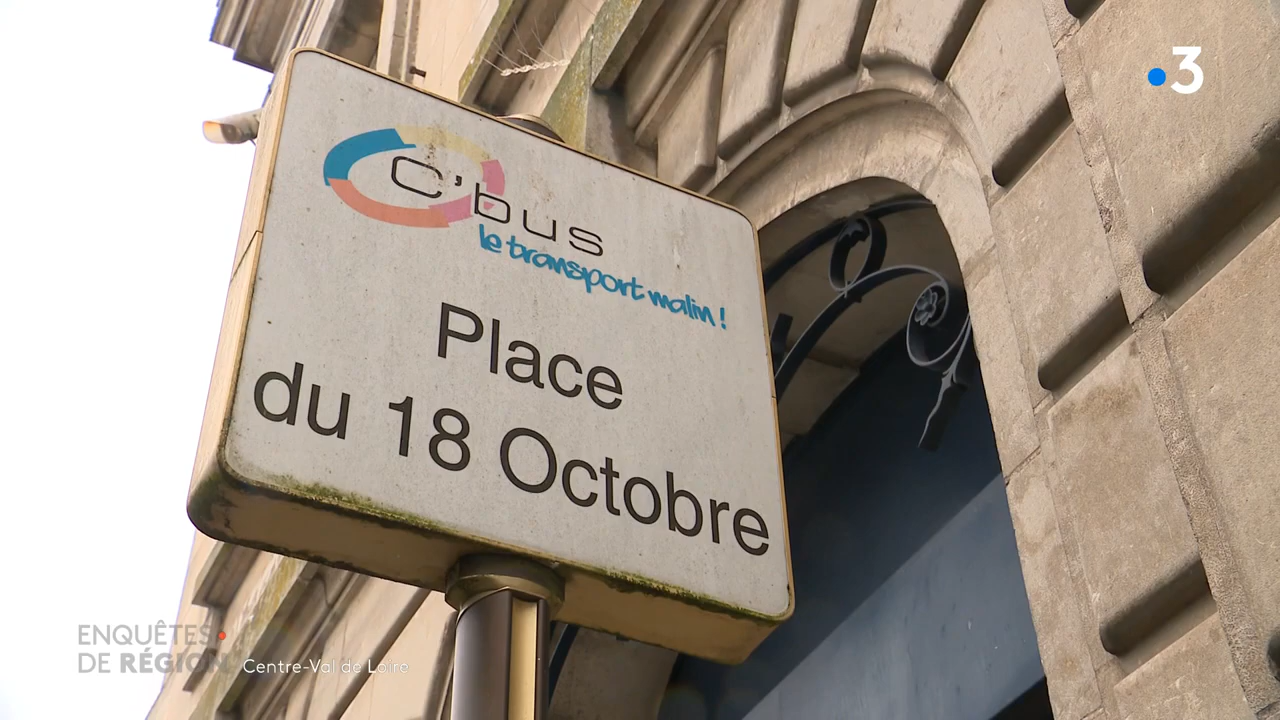 3
C'bus
le transport malin !
Place
du 18 Octobre
ENQUÊTES
DE RÉGION Centre-Val de Loire